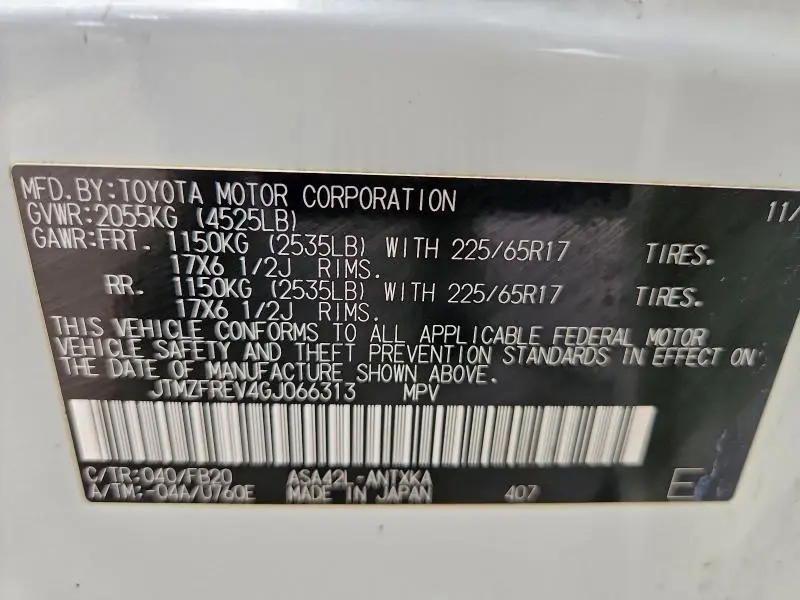 MFD.BY:TOYOTA MOTOR CORPORATION 11/
GVWR:2055KG (4525LB)
GAWR:FRT. 1150KG (2535LB) WITH 225/65R17 TIRES.
17X6 1/2J RIMS.
RR. 1150KG (2535LB) WITH 225/65R17 TIRES.
17X6 1/2J RIMS.
THIS VEHICLE CONFORMS TO ALL APPLICABLE FEDERAL MOTOR
VEHICLE SAFETY AND THEFT PREVENTION STANDARDS IN EFFECT ON
THE DATE OF MANUFACTURE SHOWN ABOVE.
JTMZFREV4GJ066313 MPV
C/TR:040/FB20 ASA42L-ANTXKA
A/TM:-04A/U760E MADE IN JAPAN 407 E